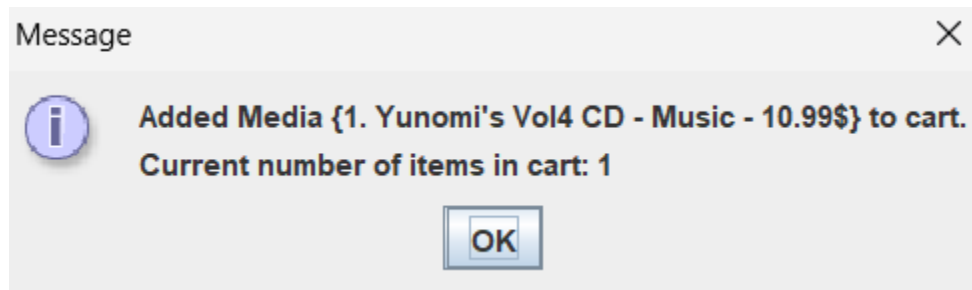 Message
Added Media {1. Yunomi's Vol4 CD - Music - 10.99$} to cart.
Current number of items in cart: 1
OK